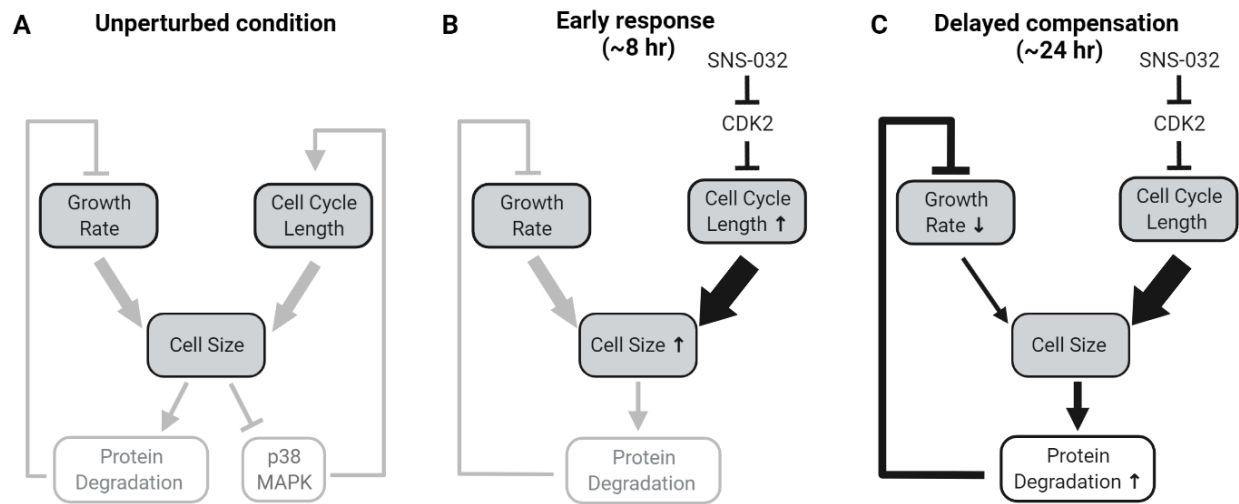 A
Unperturbed condition
Growth
Rate
Cell Cycle
Length
Cell Size
Protein
Degradation
p38
MAPK
B
Early response
(~8 hr)
SNS-032
CDK2
Growth
Rate
Cell Cycle
Length ↑
Cell Size ↑
Protein
Degradation
C
Delayed compensation
(~24 hr)
SNS-032
CDK2
Growth
Rate ↓
Cell Cycle
Length
Cell Size
Protein
Degradation ↑